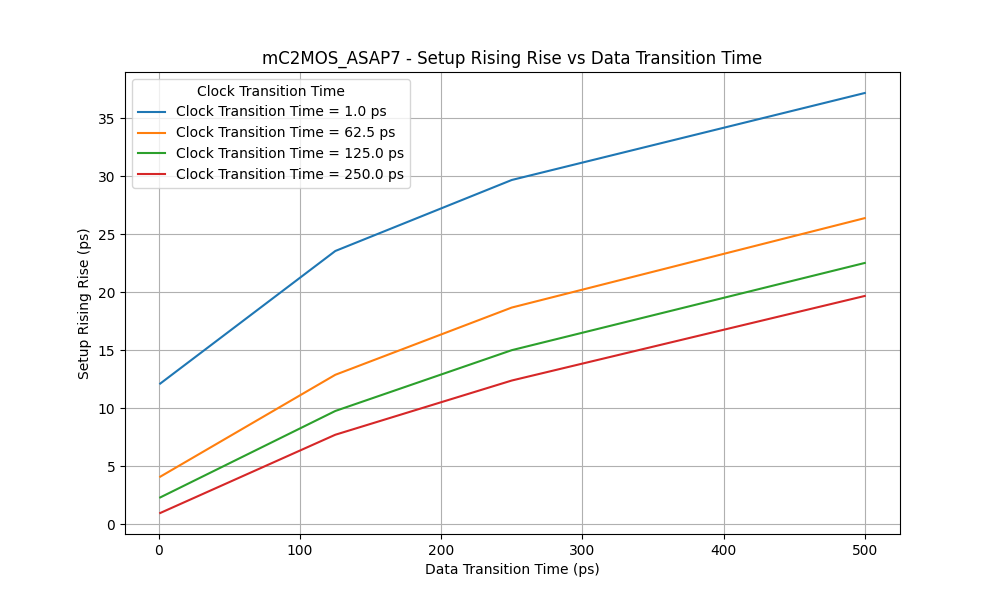 mC2MOS_ASAP7 - Setup Rising Rise vs Data Transition Time
Clock Transition Time
Clock Transition Time = 1.0 ps
Clock Transition Time = 62.5 ps
Clock Transition Time = 125.0 ps
Clock Transition Time = 250.0 ps
Setup Rising Rise (ps)
35
30
25
20
15
10
5
0
0 100 200 300 400 500
Data Transition Time (ps)